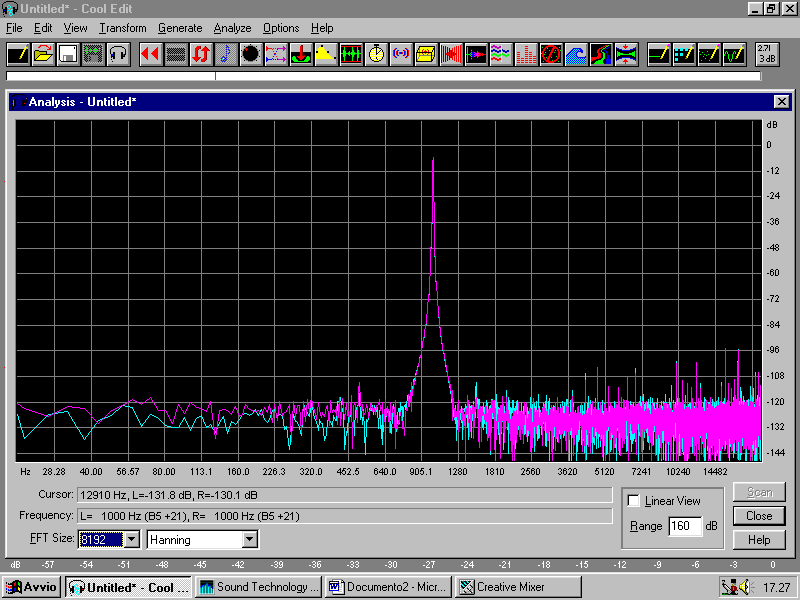 Untitled* - Cool Edit
File Edit View Transform Generate Analyze Options Help
2.7l
3 dB
Analysis - Untitled*
dB
0
-12
-24
-36
-48
-60
-72
-84
-96
-108
-120
-132
-144
Hz 28.28 40.00 56.57 80.00 113.1 160.0 226.3 320.0 452.5 640.0 905.1 1280 1810 2560 3620 5120 7241 10240 14482
Cursor: 12910 Hz, L=-131.8 dB, R=-130.1 dB
Frequency: L= 1000 Hz (B5 +21), R= 1000 Hz (B5 +21)
FFT Size: 8192 Hanning
Linear View
Range 160 dB
Scan
Close
Help
dB -57 -54 -51 -48 -45 -42 -39 -36 -33 -30 -27 -24 -21 -18 -15 -12 -9 -6 -3 0
Avvio Untitled* - Cool ... Sound Technology ... Documento2 - Micr... Creative Mixer 17.27